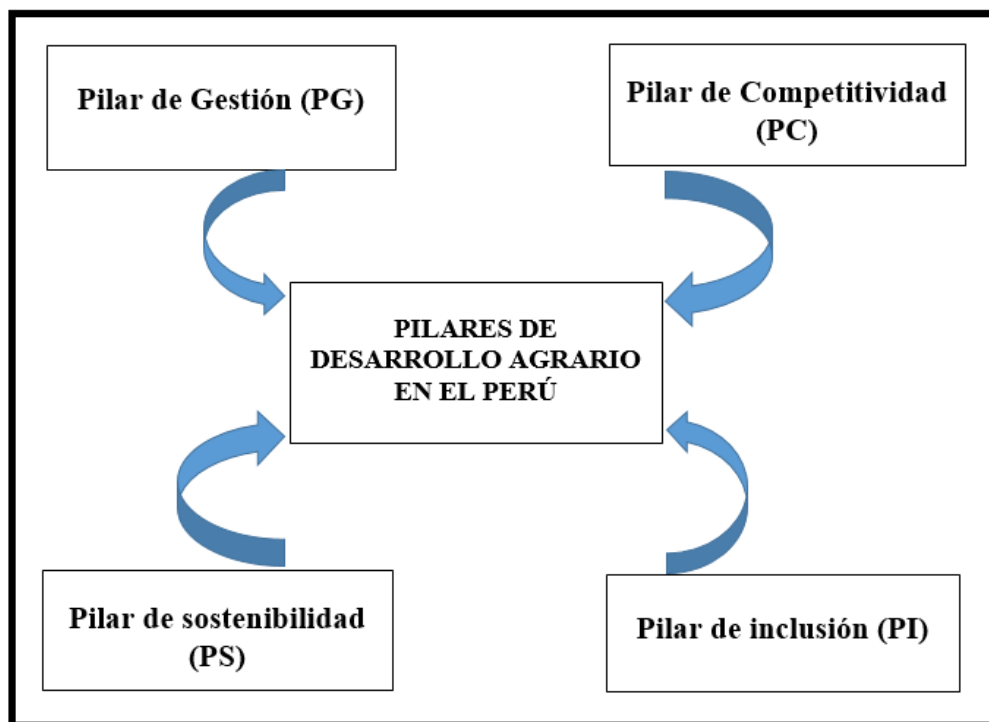 Pilar de Gestión (PG)
Pilar de Competitividad
(PC)
PILARES DE
DESARROLLO AGRARIO
EN EL PERÚ
Pilar de sostenibilidad
(PS)
Pilar de inclusión (PI)